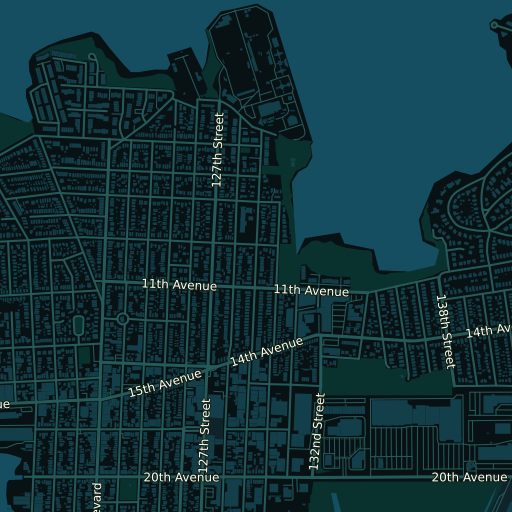 127th Street
11th Avenue
11th Avenue
138th Street
14th Av
14th Avenue
15th Avenue
ue
127th Street
132nd Street
20th Avenue
20th Avenue
evard